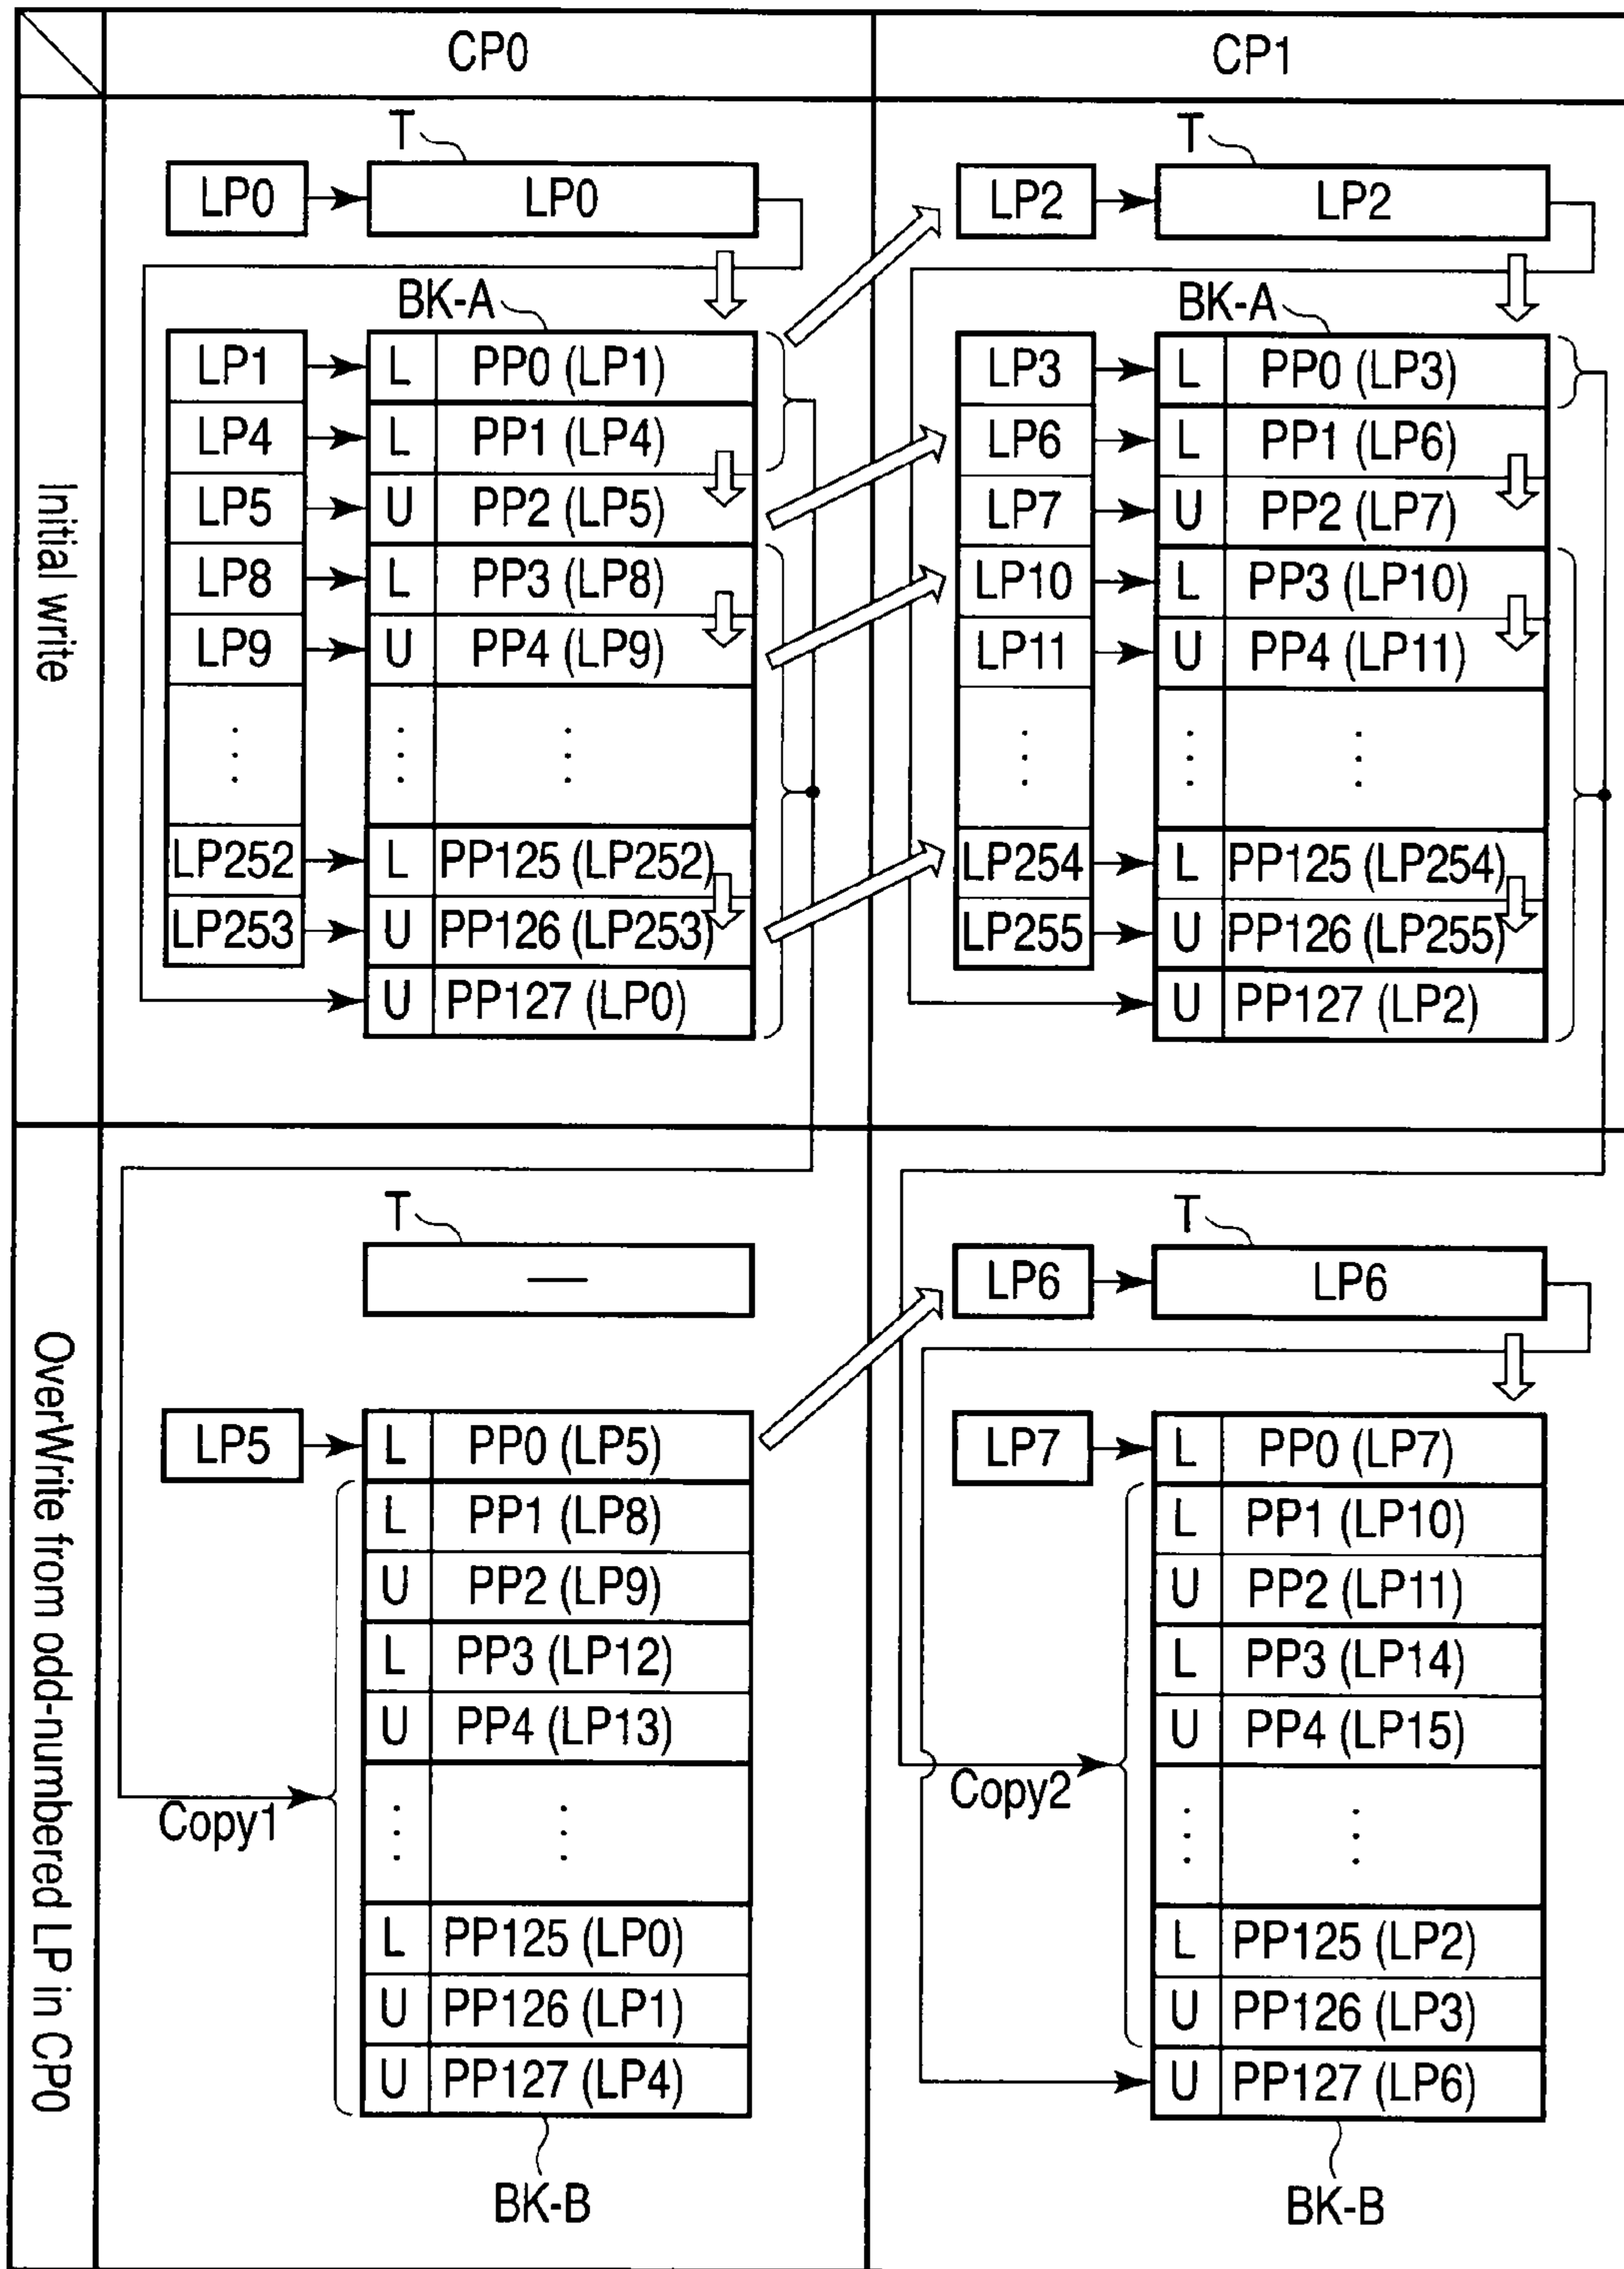 CP0
CP1
Initial write
T
LP0
LP0
BK-A
LP1 L PP0 (LP1)
LP4 L PP1 (LP4)
LP5 U PP2 (LP5)
LP8 L PP3 (LP8)
LP9 U PP4 (LP9)
⋮ ⋮ ⋮
LP252 L PP125 (LP252)
LP253 U PP126 (LP253)
U PP127 (LP0)
T
LP2
LP2
BK-A
LP3 L PP0 (LP3)
LP6 L PP1 (LP6)
LP7 U PP2 (LP7)
LP10 L PP3 (LP10)
LP11 U PP4 (LP11)
⋮ ⋮ ⋮
LP254 L PP125 (LP254)
LP255 U PP126 (LP255)
U PP127 (LP2)
OverWrite from odd-numbered LP in CP0
T
—
LP5 L PP0 (LP5)
L PP1 (LP8)
U PP2 (LP9)
L PP3 (LP12)
U PP4 (LP13)
Copy1
⋮ ⋮
L PP125 (LP0)
U PP126 (LP1)
U PP127 (LP4)
BK-B
T
LP6
LP6
LP7 L PP0 (LP7)
L PP1 (LP10)
U PP2 (LP11)
L PP3 (LP14)
U PP4 (LP15)
Copy2
⋮ ⋮
L PP125 (LP2)
U PP126 (LP3)
U PP127 (LP6)
BK-B